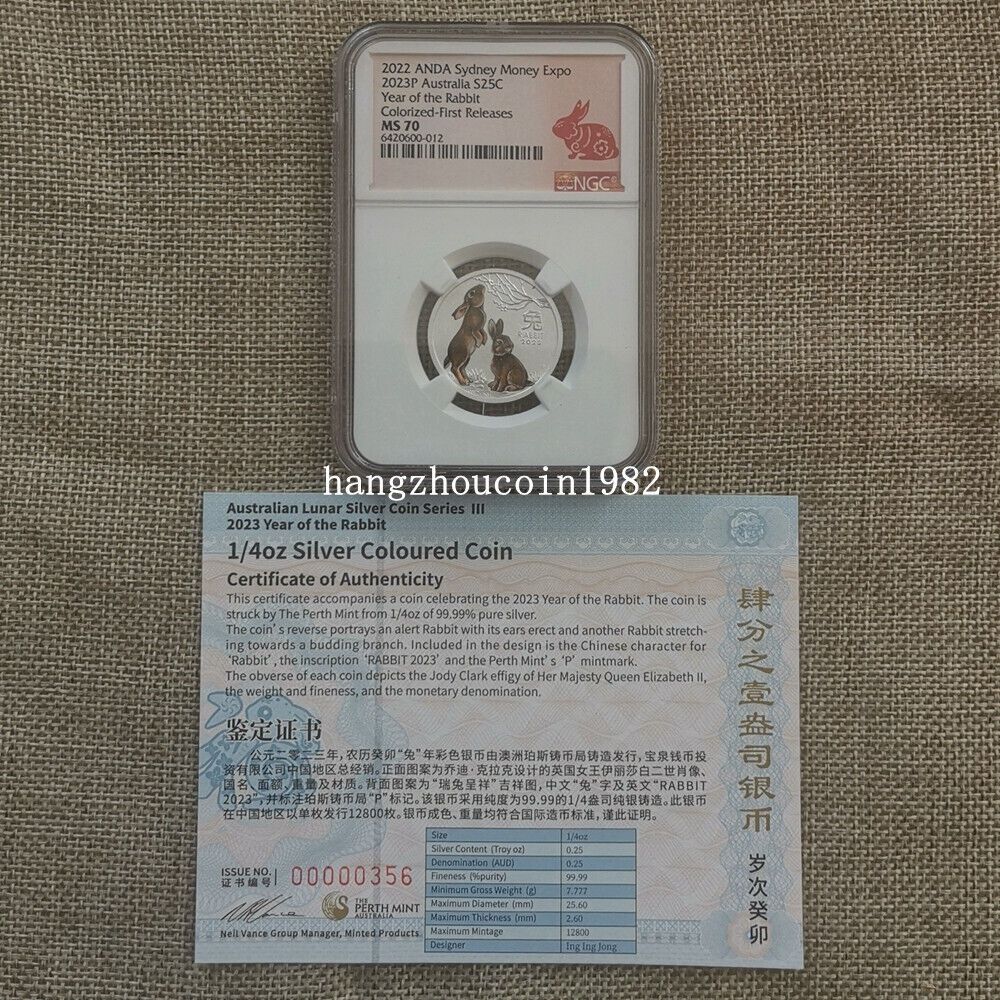 2022 ANDA Sydney Money Expo
2023P Australia S25C
Year of the Rabbit
Colorized-First Releases
MS 70
6420600-012
NGC
兔
RABBIT
2023
hangzhoucoin1982
Australian Lunar Silver Coin Series III
2023 Year of the Rabbit
1/4oz Silver Coloured Coin
Certificate of Authenticity
This certificate accompanies a coin celebrating the 2023 Year of the Rabbit. The coin is
struck by The Perth Mint from 1/4oz of 99.99% pure silver.
The coin's reverse portrays an alert Rabbit with its ears erect and another Rabbit stretch-
ing towards a budding branch. Included in the design is the Chinese character for
'Rabbit', the inscription 'RABBIT 2023' and the Perth Mint's 'P' mintmark.
The obverse of each coin depicts the Jody Clark effigy of Her Majesty Queen Elizabeth II,
the weight and fineness, and the monetary denomination.
鉴定证书
公元二零二三年，农历癸卯“兔”年彩色银币由澳洲珀斯铸币局铸造发行，宝泉钱币投
资有限公司中国地区总经销。正面图案为乔迪·克拉克设计的英国女王伊丽莎白二世肖像、
国名、面额、重量及材质。背面图案为“瑞兔呈祥”吉祥图，中文“兔”字及英文“RABBIT
2023”，并标注珀斯铸币局“P”标记。该银币采用纯度为99.99的1/4盎司纯银铸造。此银币
在中国地区以单枚发行12800枚。银币成色、重量均符合国际造币标准，谨此证明。
Size 1/4oz
Silver Content (Troy oz) 0.25
Denomination (AUD) 0.25
Fineness (%purity) 99.99
Minimum Gross Weight (g) 7.777
Maximum Diameter (mm) 25.60
Maximum Thickness (mm) 2.60
Maximum Mintage 12800
Designer Ing Ing Jong
ISSUE NO.
证书编号
00000356
THE
PERTH MINT
AUSTRALIA
Neil Vance Group Manager, Minted Products
肆分之壹盎司银币
岁次癸卯